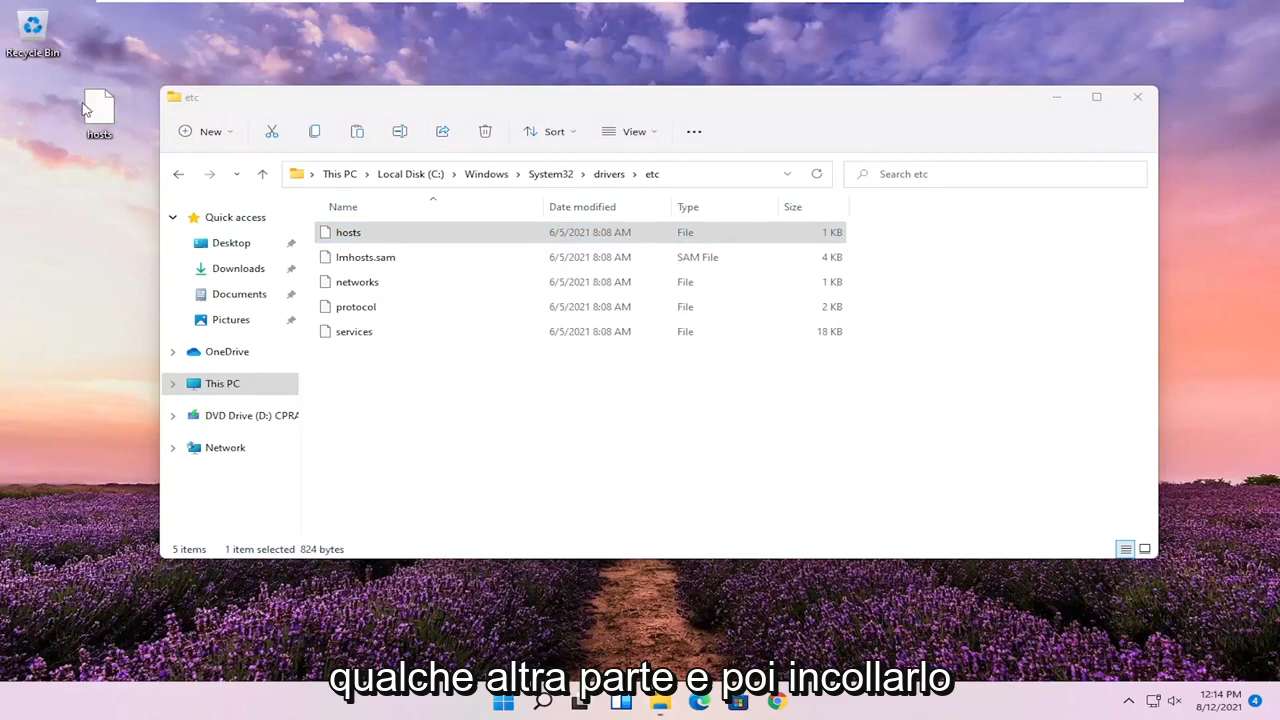 Recycle Bin
hosts
etc
New
Sort
View
This PC
Local Disk (C:)
Windows
System32
drivers
etc
Search etc
Name
Date modified
Type
Size
hosts 6/5/2021 8:08 AM File 1 KB
lmhosts.sam 6/5/2021 8:08 AM SAM File 4 KB
networks 6/5/2021 8:08 AM File 1 KB
protocol 6/5/2021 8:08 AM File 2 KB
services 6/5/2021 8:08 AM File 18 KB
Quick access
Desktop
Downloads
Documents
Pictures
OneDrive
This PC
DVD Drive (D:) CPRA
Network
5 items 1 item selected 824 bytes
qualche altra parte e poi incollarlo
12:14 PM
8/12/2021
4